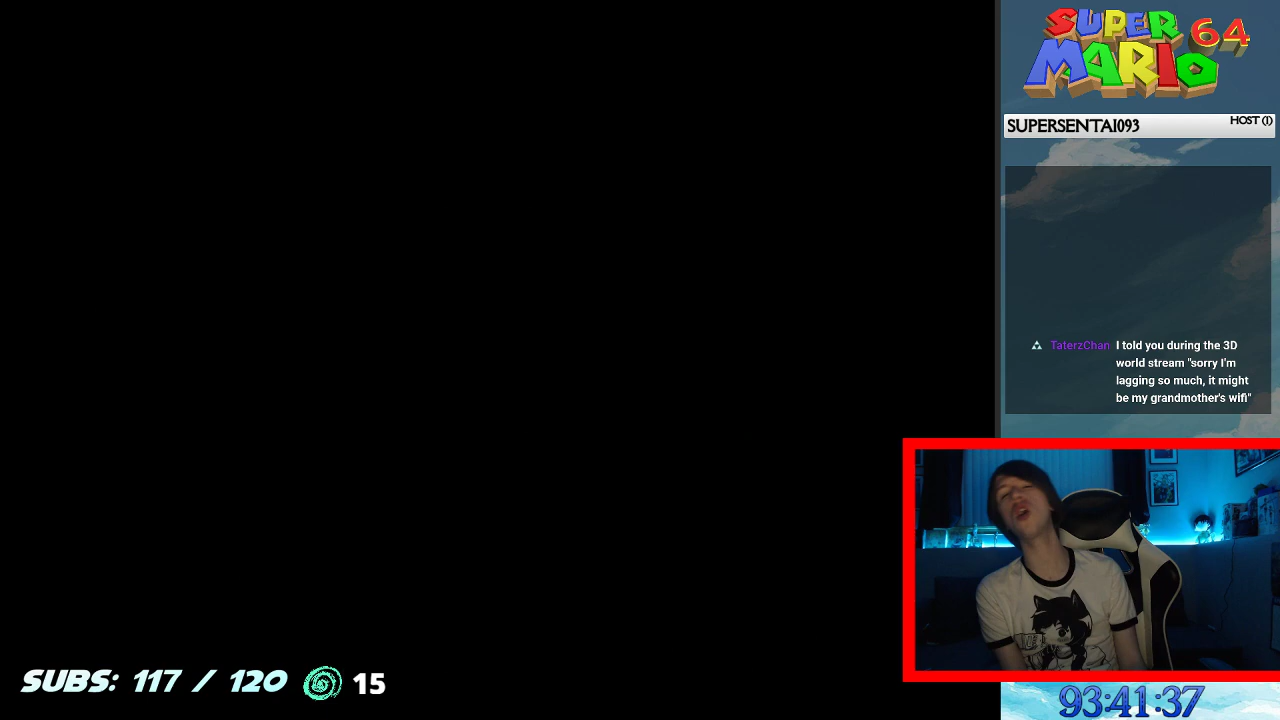 SUPER
MARIO 64
SUPERSENTAI093
HOST (1)
TaterzChan I told you during the 3D
world stream "sorry I'm
lagging so much, it might
be my grandmother's wifi"
SUBS: 117 / 120 15
93:41:37